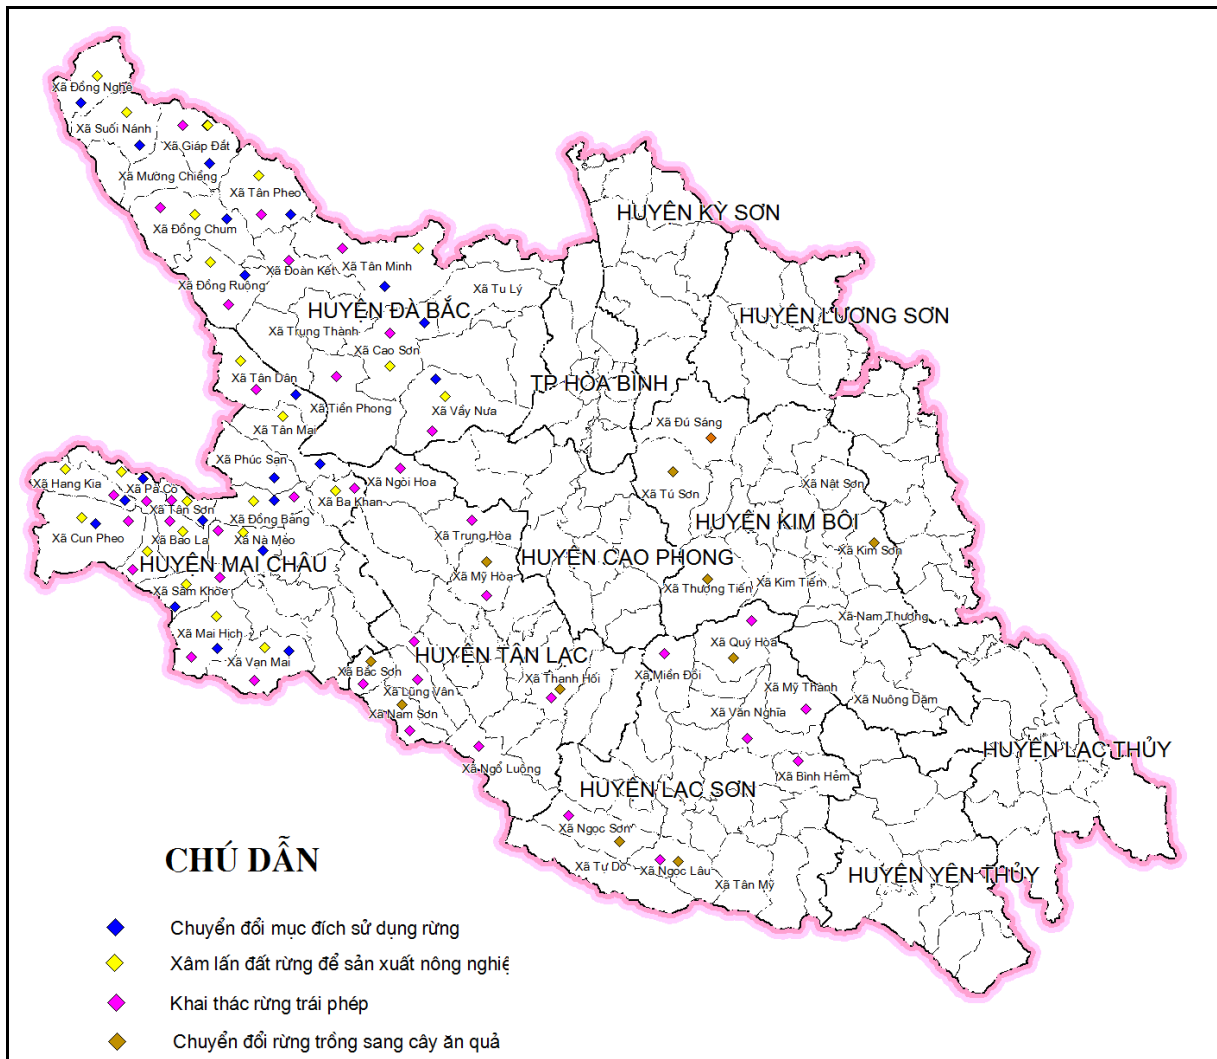 Xã Đồng Nghê
Xã Suối Nánh
Xã Giáp Đắt
Xã Mường Chiềng
Xã Tân Pheo
HUYỆN KỲ SƠN
Xã Đồng Chum
Xã Đoàn Kết
Xã Tân Minh
Xã Đồng Ruộng
Xã Tu Lý
HUYỆN ĐÀ BẮC
HUYỆN LƯƠNG SƠN
Xã Trung Thành
Xã Cao Sơn
Xã Tân Dân
TP HÒA BÌNH
Xã Tiền Phong
Xã Vầy Nưa
Xã Tân Mai
Xã Đú Sáng
Xã Phúc Sạn
Xã Ngòi Hoa
Xã Nật Sơn
Xã Hang Kia
Xã Pà Cò
Xã Ba Khan
Xã Tú Sơn
Xã Tân Sơn
Xã Đồng Bảng
HUYỆN KIM BÔI
Xã Cun Pheo
Xã Bao La
Xã Nà Mèo
Xã Trung Hòa
Xã Kim Sơn
HUYỆN MAI CHÂU
HUYỆN CAO PHONG
Xã Mỹ Hòa
Xã Thượng Tiến
Xã Kim Tiến
Xã Săm Khòe
Xã Nam Thượng
Xã Mai Hịch
Xã Quý Hòa
HUYỆN TÂN LẠC
Xã Vạn Mai
Xã Bắc Sơn
Xã Thanh Hối
Xã Miền Đồi
Xã Lũng Vân
Xã Mỹ Thành
Xã Nuông Dăm
Xã Nam Sơn
Xã Văn Nghĩa
HUYỆN LẠC THỦY
Xã Ngổ Luông
Xã Bình Hẻm
HUYỆN LẠC SƠN
Xã Ngọc Sơn
Xã Tự Do
Xã Ngọc Lâu
Xã Tân Mỹ
HUYỆN YÊN THỦY
CHÚ DẪN
Chuyển đổi mục đích sử dụng rừng
Xâm lấn đất rừng để sản xuất nông nghiệ
Khai thác rừng trái phép
Chuyển đổi rừng trồng sang cây ăn quả